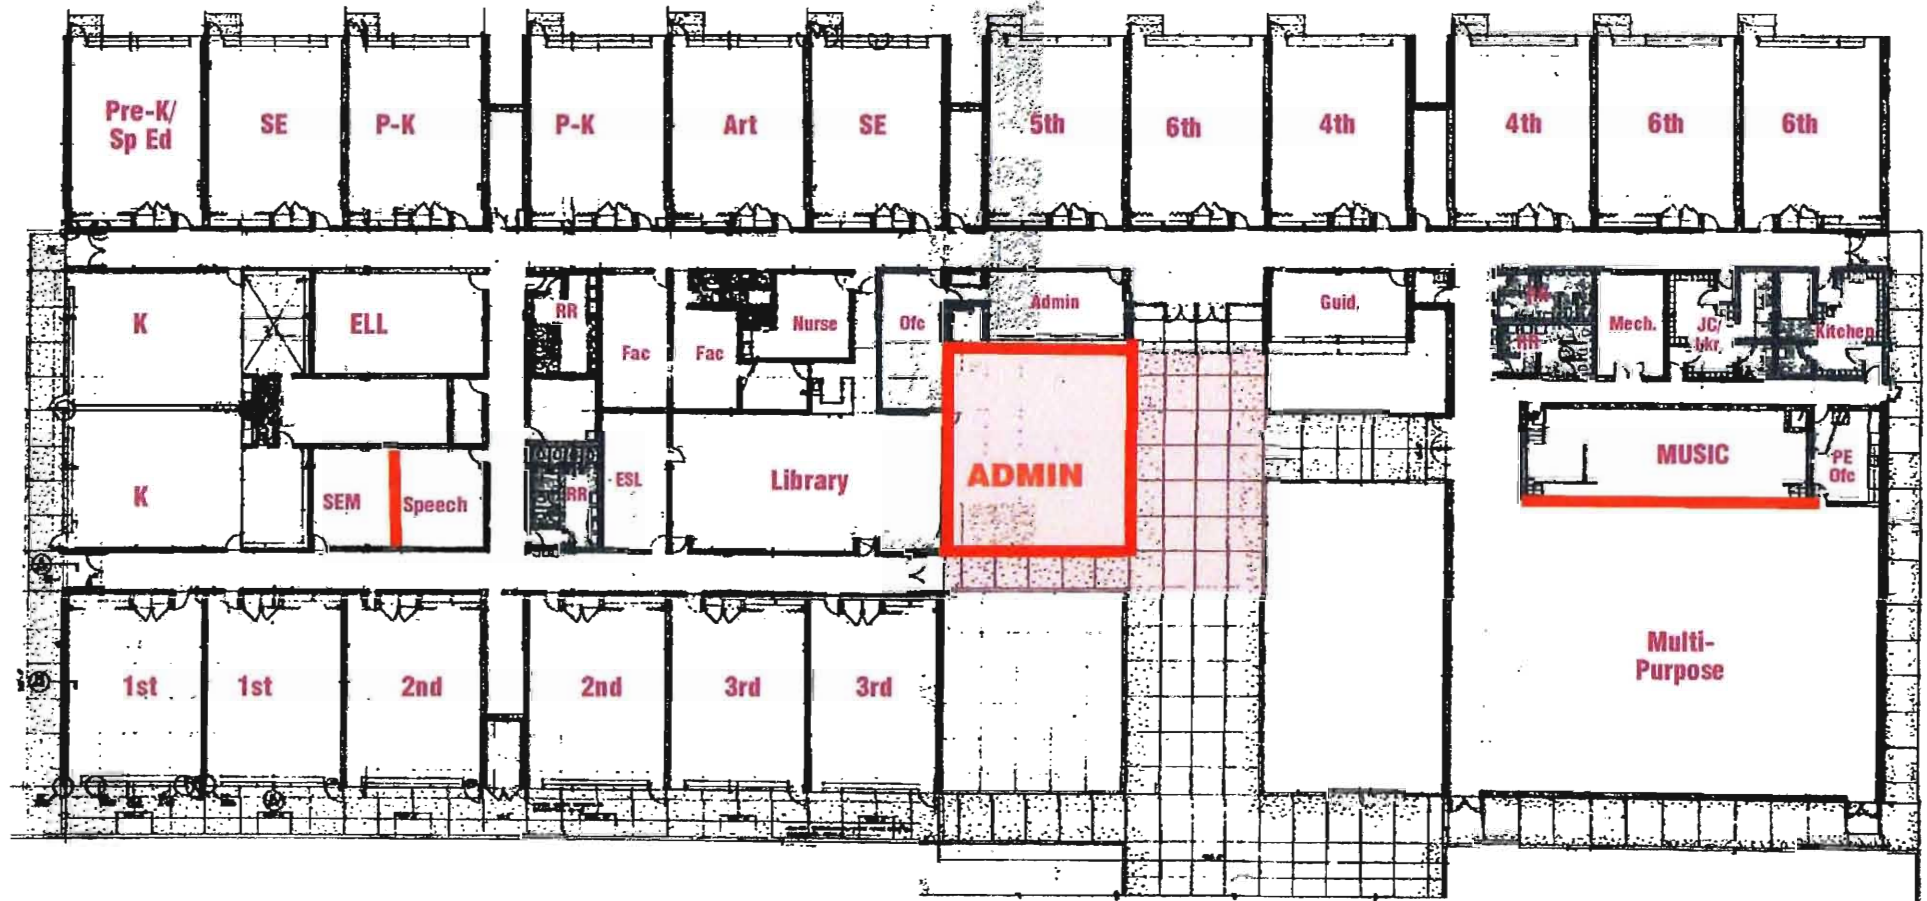 Pre-K/
Sp Ed
SE
P-K
P-K
Art
SE
5th
6th
4th
4th
6th
6th
K
ELL
RR
Fac
Fac
Nurse
Ofc
Admin
Guid.
RR
Mech.
JC/
Lkr
Kitchen
K
SEM
Speech
RR
ESL
Library
ADMIN
MUSIC
PE
Ofc
1st
1st
2nd
2nd
3rd
3rd
Multi-
Purpose